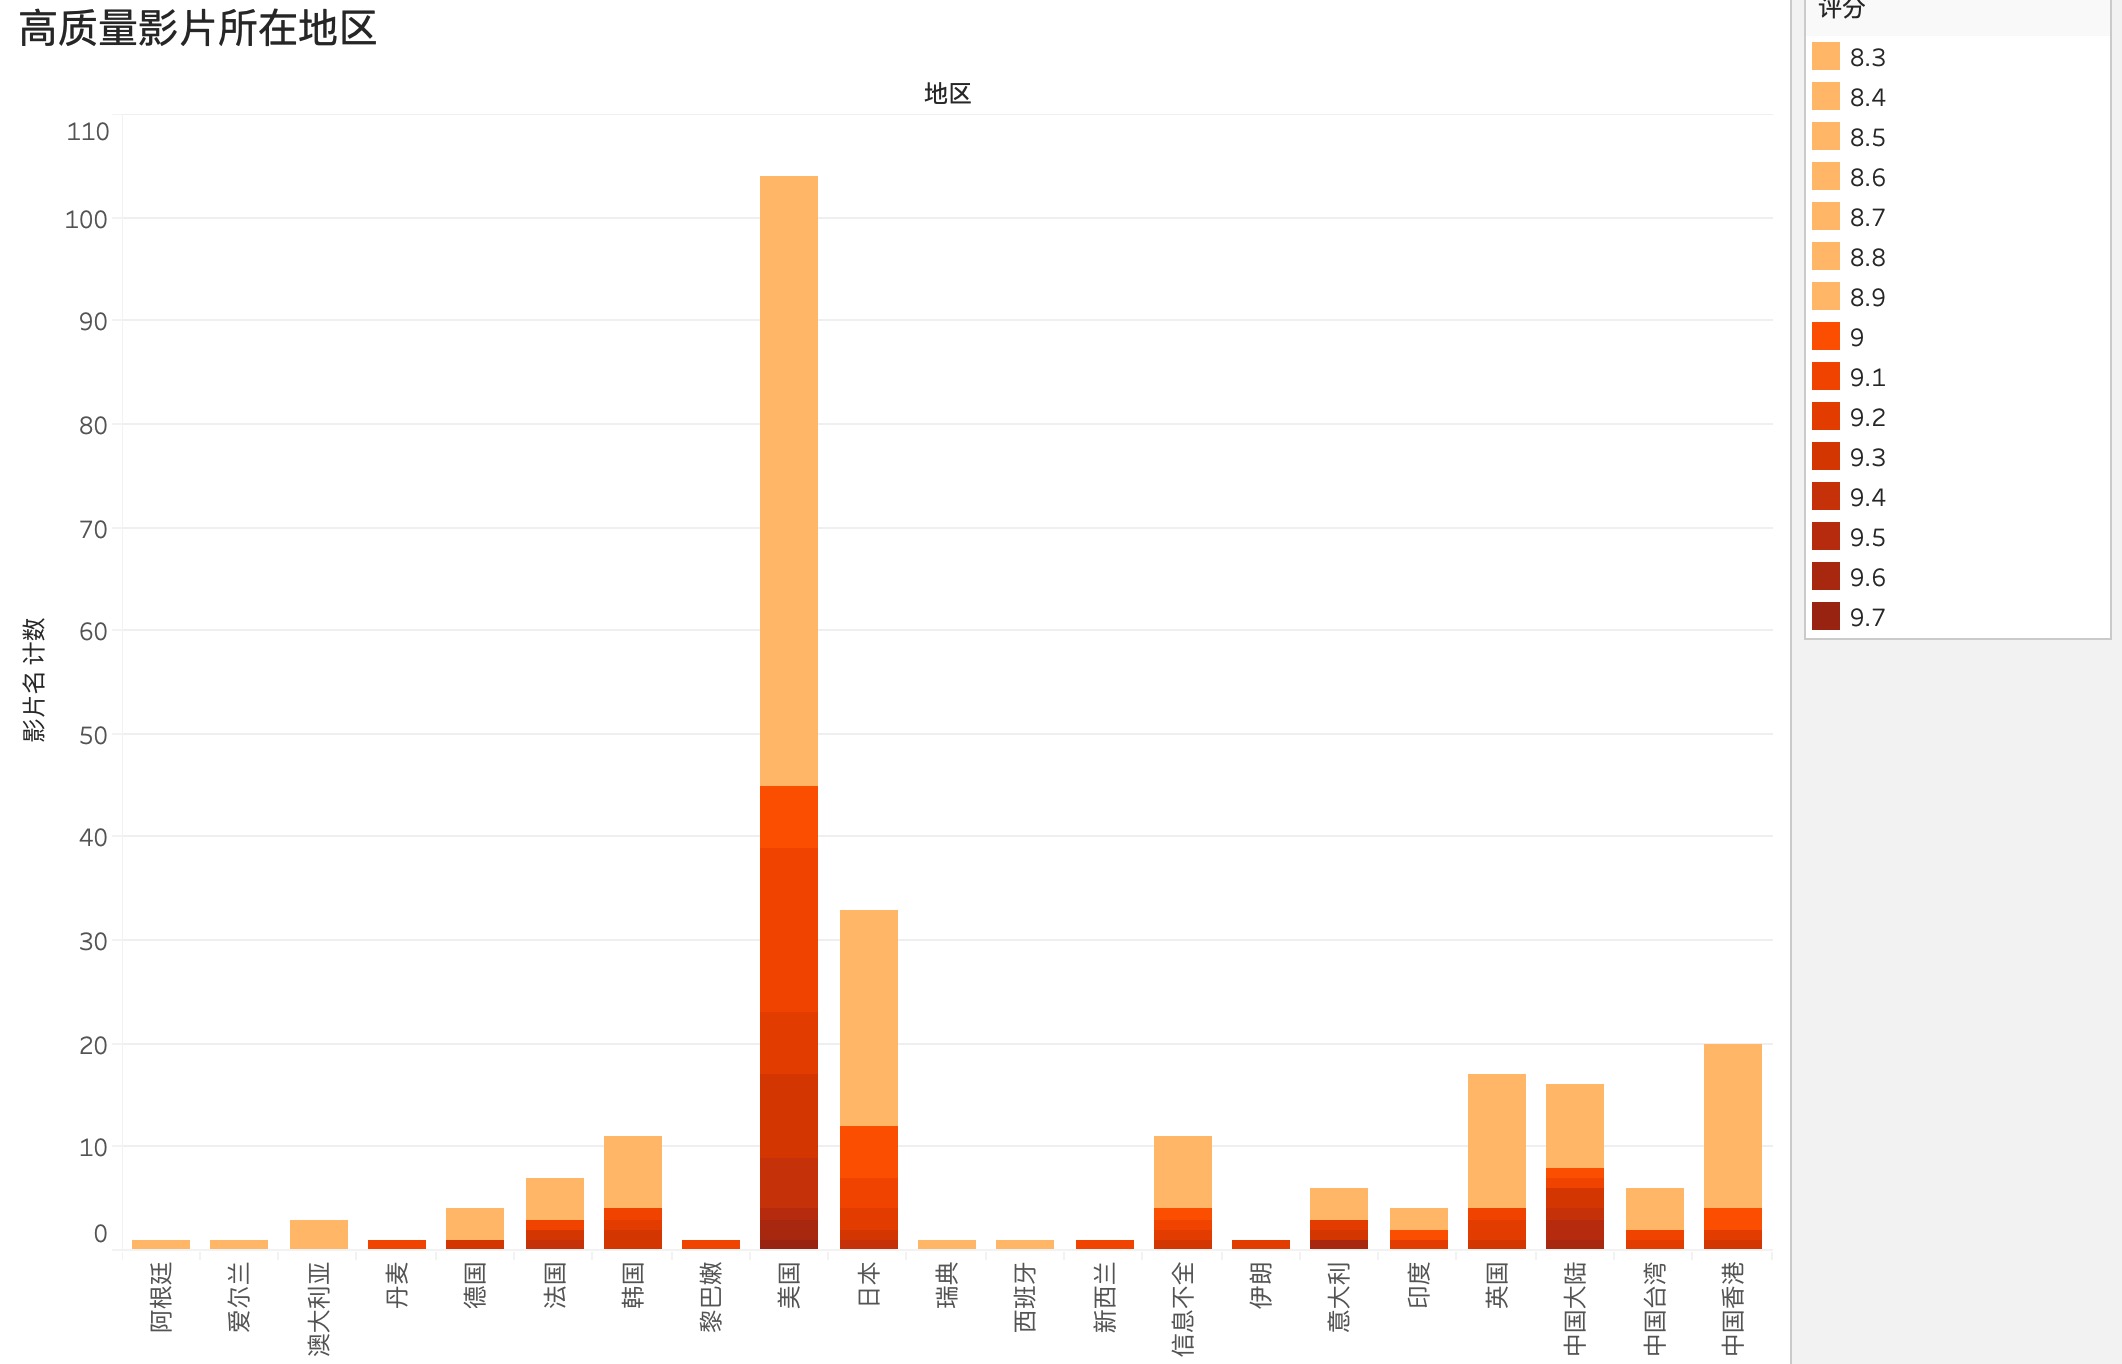 高质量影片所在地区
地区
影片名 计数
110
100
90
80
70
60
50
40
30
20
10
0
阿根廷
爱尔兰
澳大利亚
丹麦
德国
法国
韩国
黎巴嫩
美国
日本
瑞典
西班牙
新西兰
信息不全
伊朗
意大利
印度
英国
中国大陆
中国台湾
中国香港
评分
8.3
8.4
8.5
8.6
8.7
8.8
8.9
9
9.1
9.2
9.3
9.4
9.5
9.6
9.7